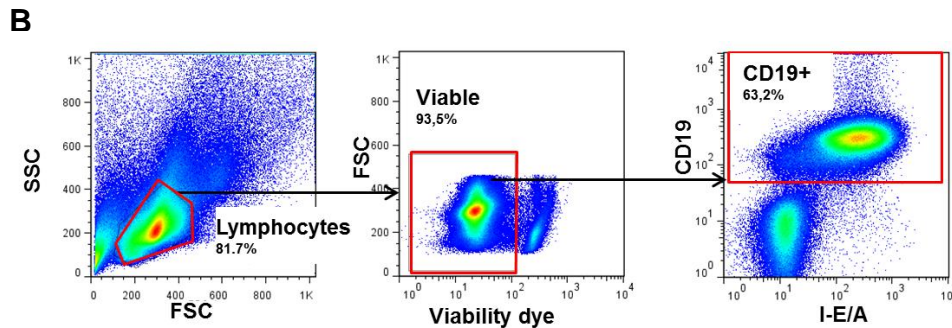 B
1K
800
600
400
200
0
SSC
Lymphocytes
81.7%
0 200 400 600 800 1K
FSC
1K
800
600
400
200
0
FSC
Viable
93,5%
10⁰ 10¹ 10² 10³ 10⁴
Viability dye
10⁴
10³
10²
10¹
10⁰
CD19
CD19+
63,2%
10⁰ 10¹ 10² 10³ 10
I-E/A